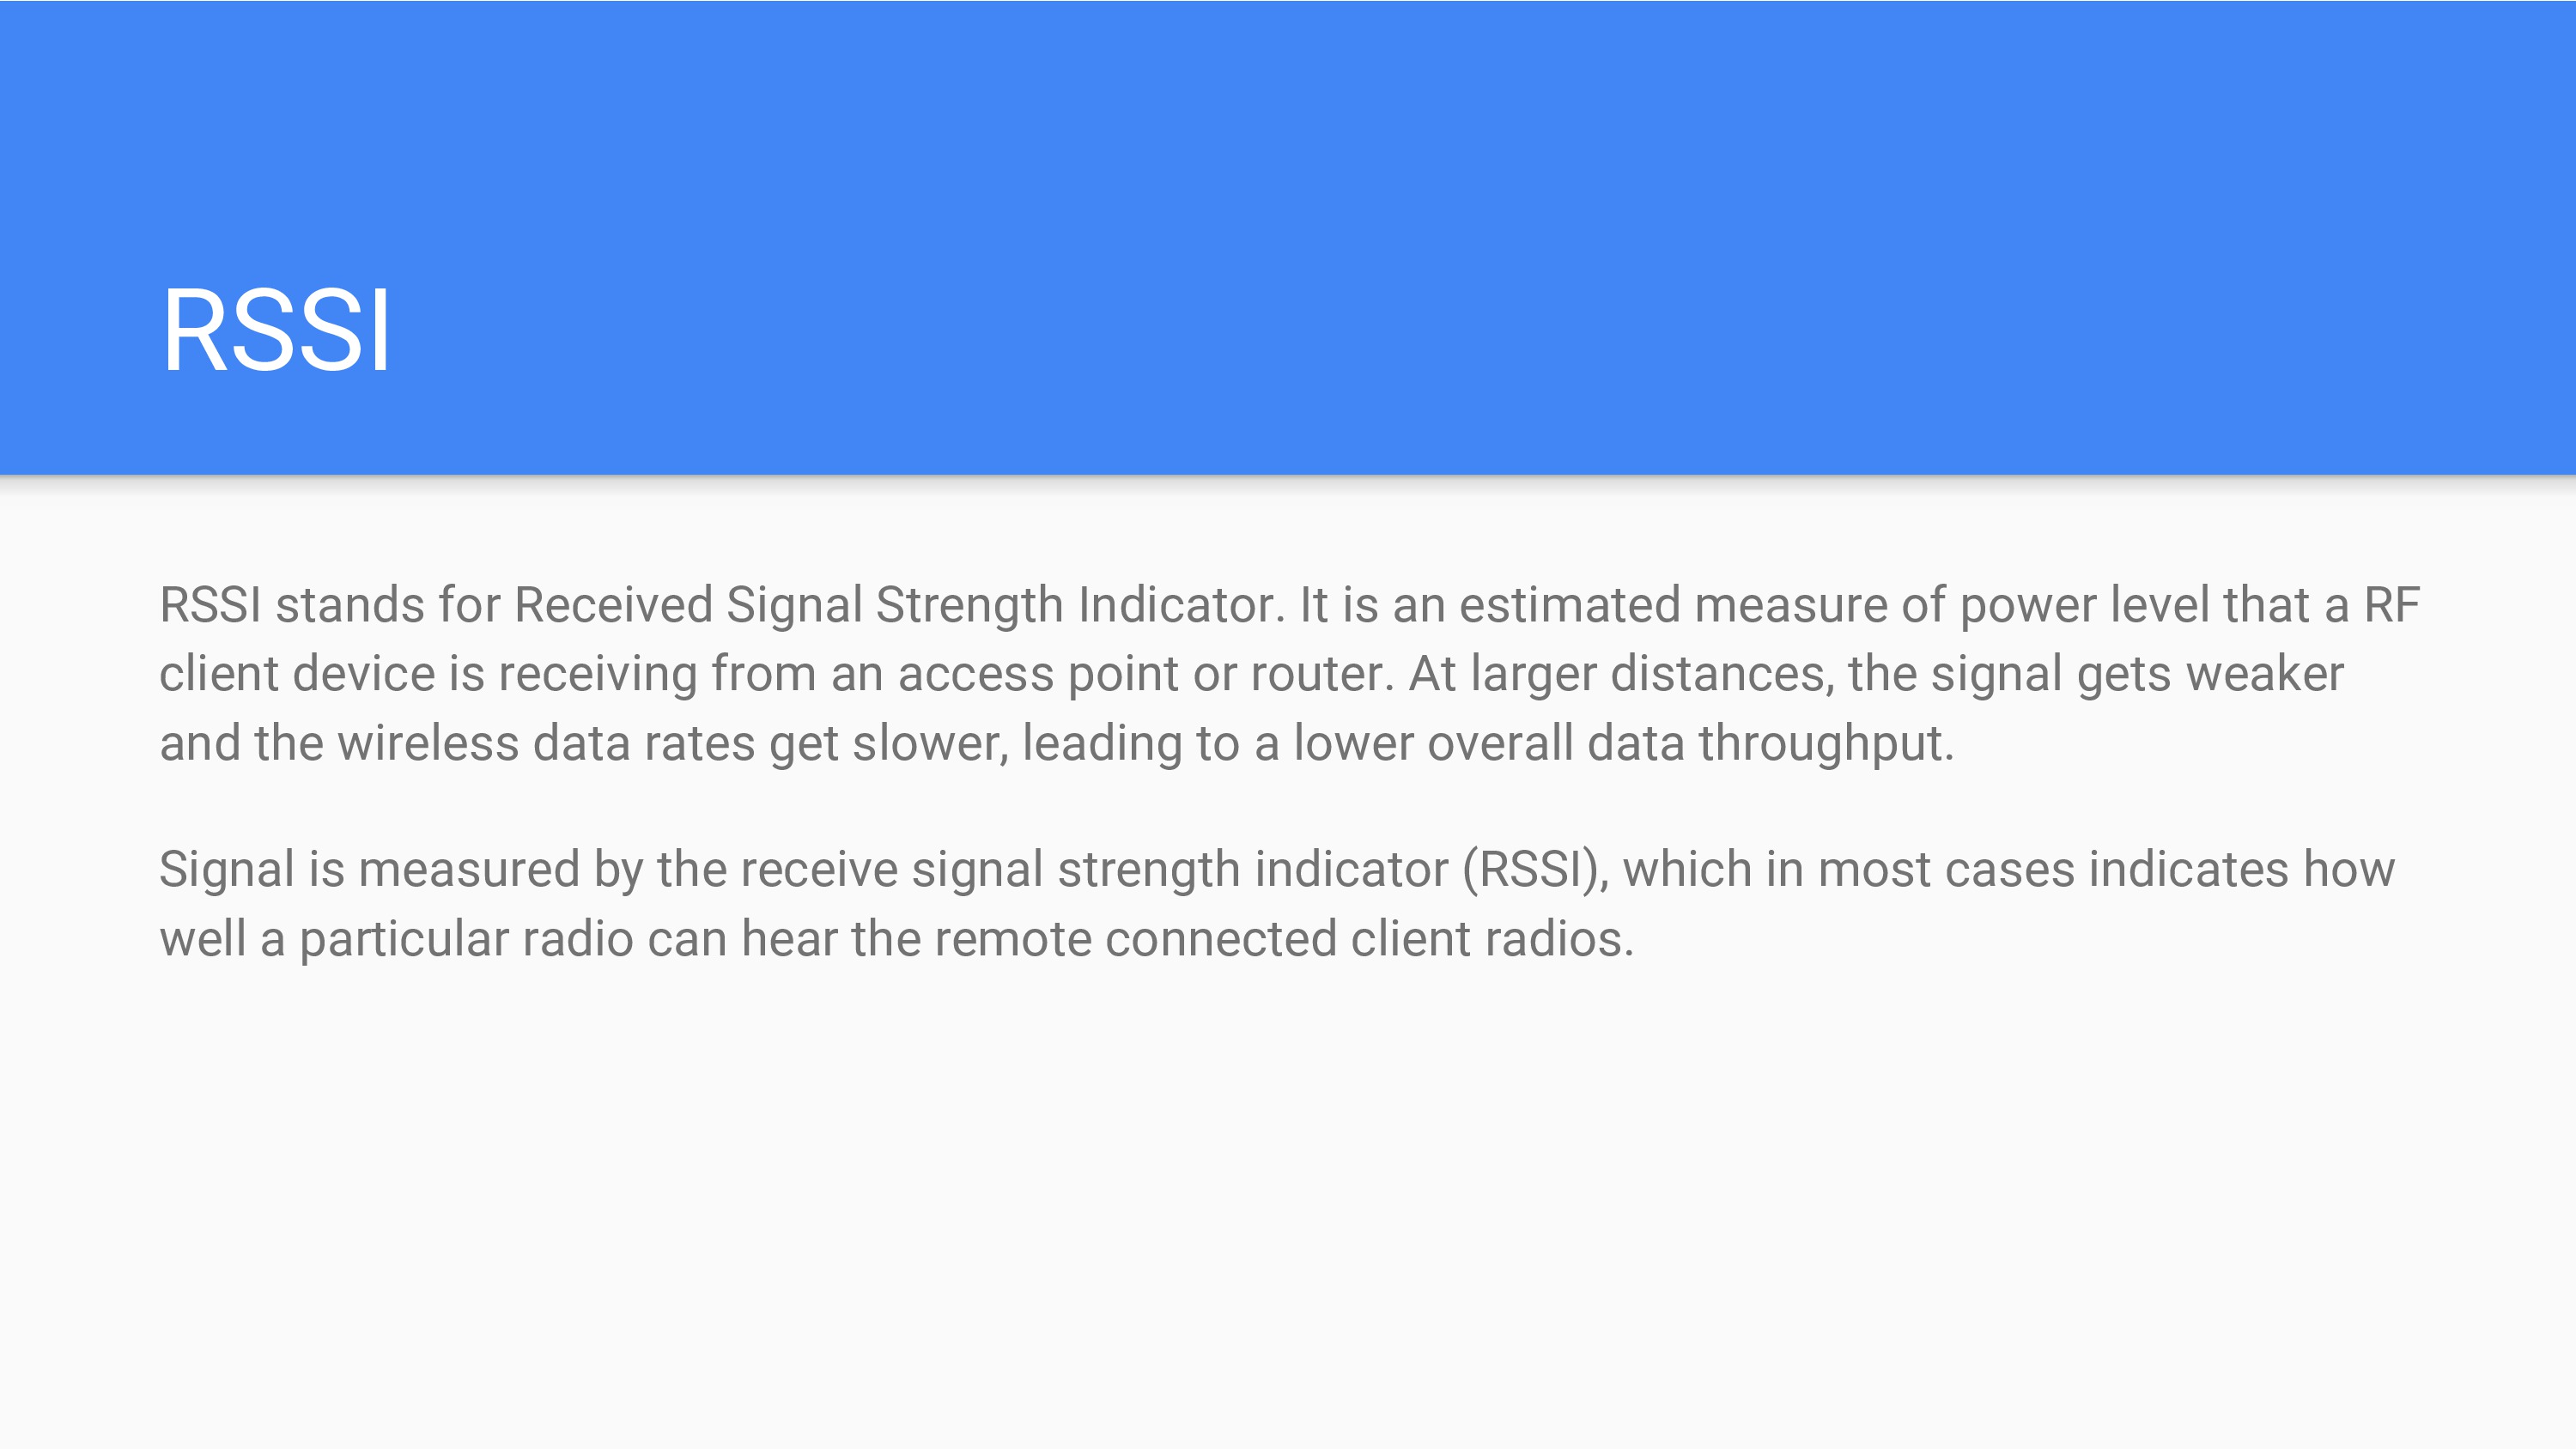 RSSI
RSSI stands for Received Signal Strength Indicator. It is an estimated measure of power level that a RF
client device is receiving from an access point or router. At larger distances, the signal gets weaker
and the wireless data rates get slower, leading to a lower overall data throughput.
Signal is measured by the receive signal strength indicator (RSSI), which in most cases indicates how
well a particular radio can hear the remote connected client radios.